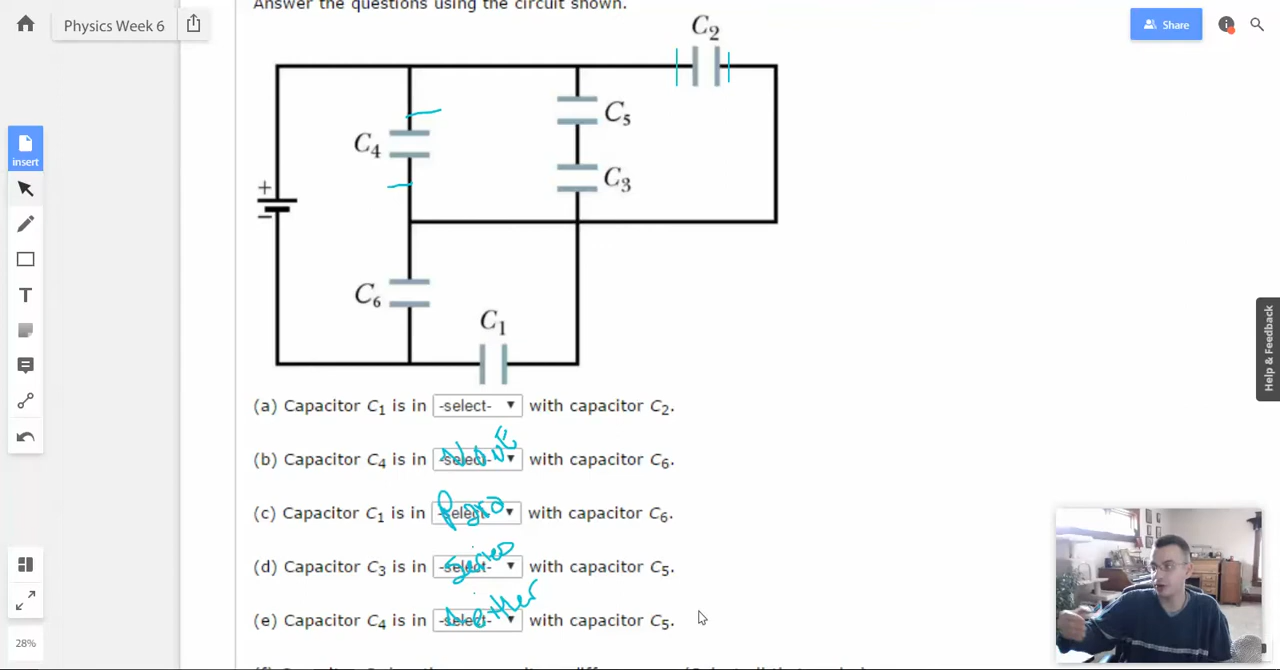 Answer the questions using the circuit shown.
Physics Week 6
Share
C2
insert
C5
C4
C3
+
−
T
C6
C1
Help & Feedback
(a) Capacitor C1 is in -select- with capacitor C2.
None
(b) Capacitor C4 is in -select- with capacitor C6.
Para
(c) Capacitor C1 is in -select- with capacitor C6.
Series
(d) Capacitor C3 is in -select- with capacitor C5.
(e) Capacitor C4 is in -select- with capacitor C5.
28%